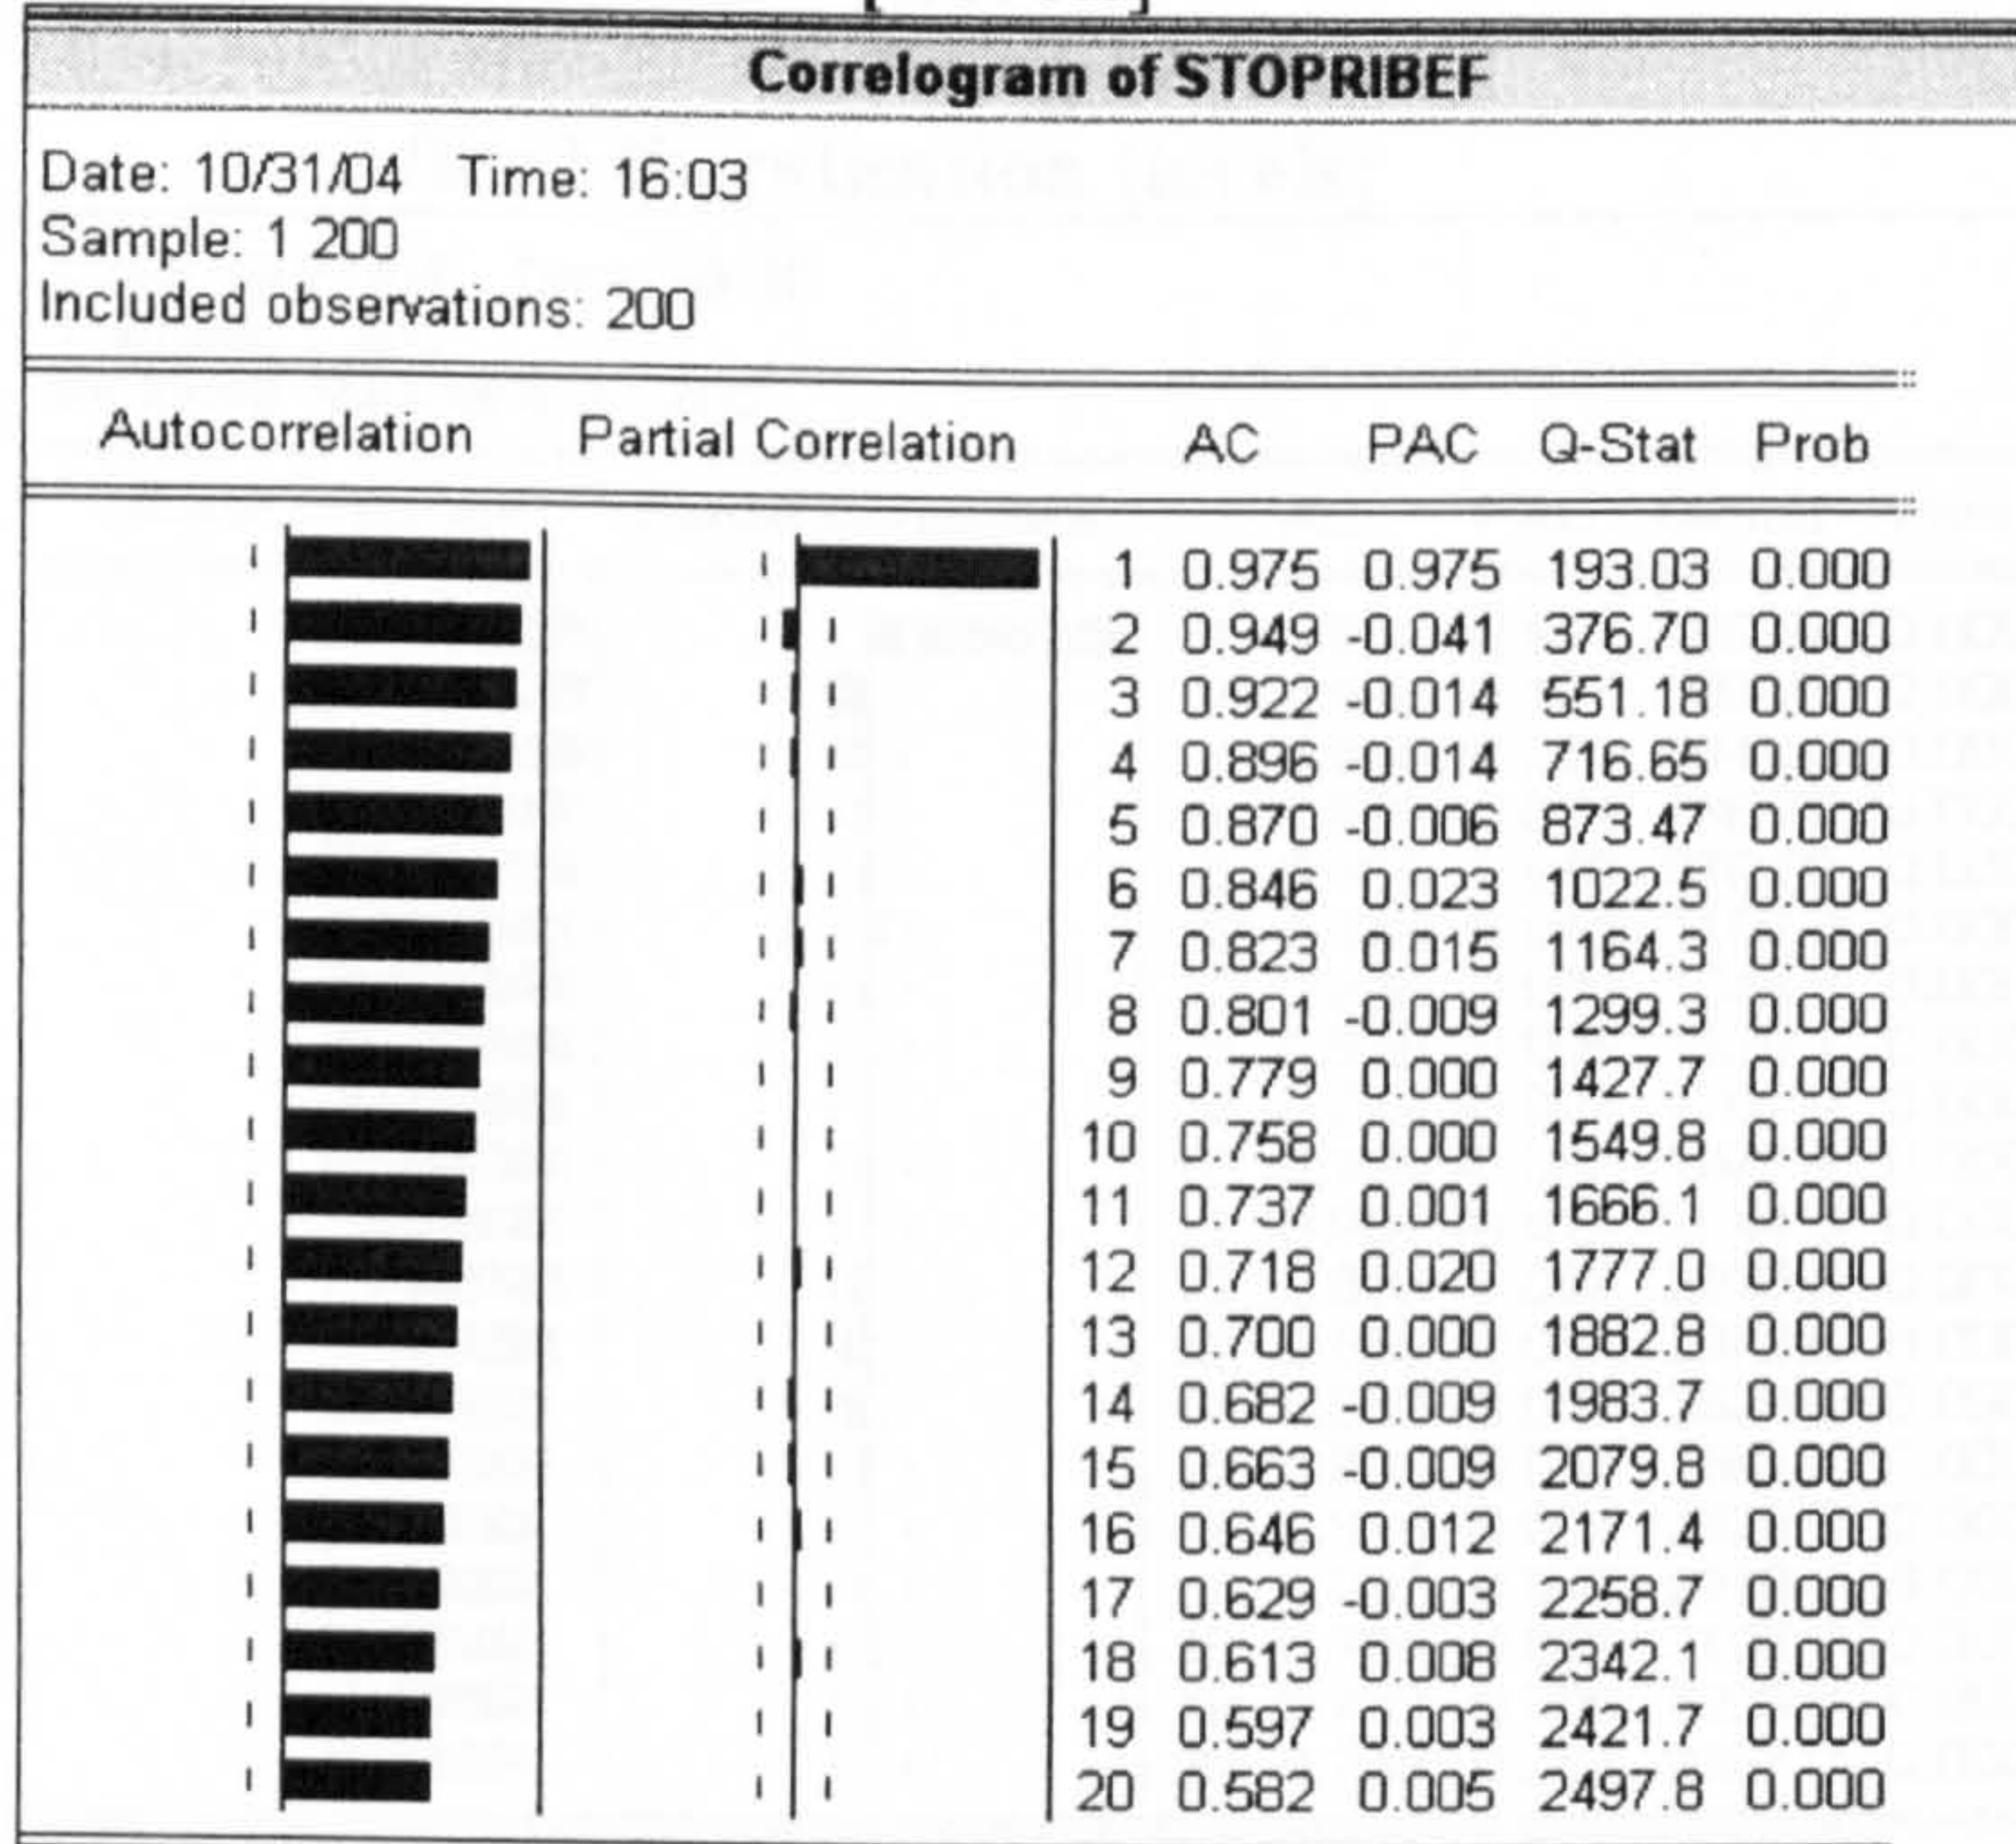 Correlogram of STOPRIBEF
Date: 10/31/04 Time: 16:03
Sample: 1 200
Included observations: 200
Autocorrelation Partial Correlation AC PAC Q-Stat Prob
1 0.975 0.975 193.03 0.000
2 0.949 -0.041 376.70 0.000
3 0.922 -0.014 551.18 0.000
4 0.896 -0.014 716.65 0.000
5 0.870 -0.006 873.47 0.000
6 0.846 0.023 1022.5 0.000
7 0.823 0.015 1164.3 0.000
8 0.801 -0.009 1299.3 0.000
9 0.779 0.000 1427.7 0.000
10 0.758 0.000 1549.8 0.000
11 0.737 0.001 1666.1 0.000
12 0.718 0.020 1777.0 0.000
13 0.700 0.000 1882.8 0.000
14 0.682 -0.009 1983.7 0.000
15 0.663 -0.009 2079.8 0.000
16 0.646 0.012 2171.4 0.000
17 0.629 -0.003 2258.7 0.000
18 0.613 0.008 2342.1 0.000
19 0.597 0.003 2421.7 0.000
20 0.582 0.005 2497.8 0.000